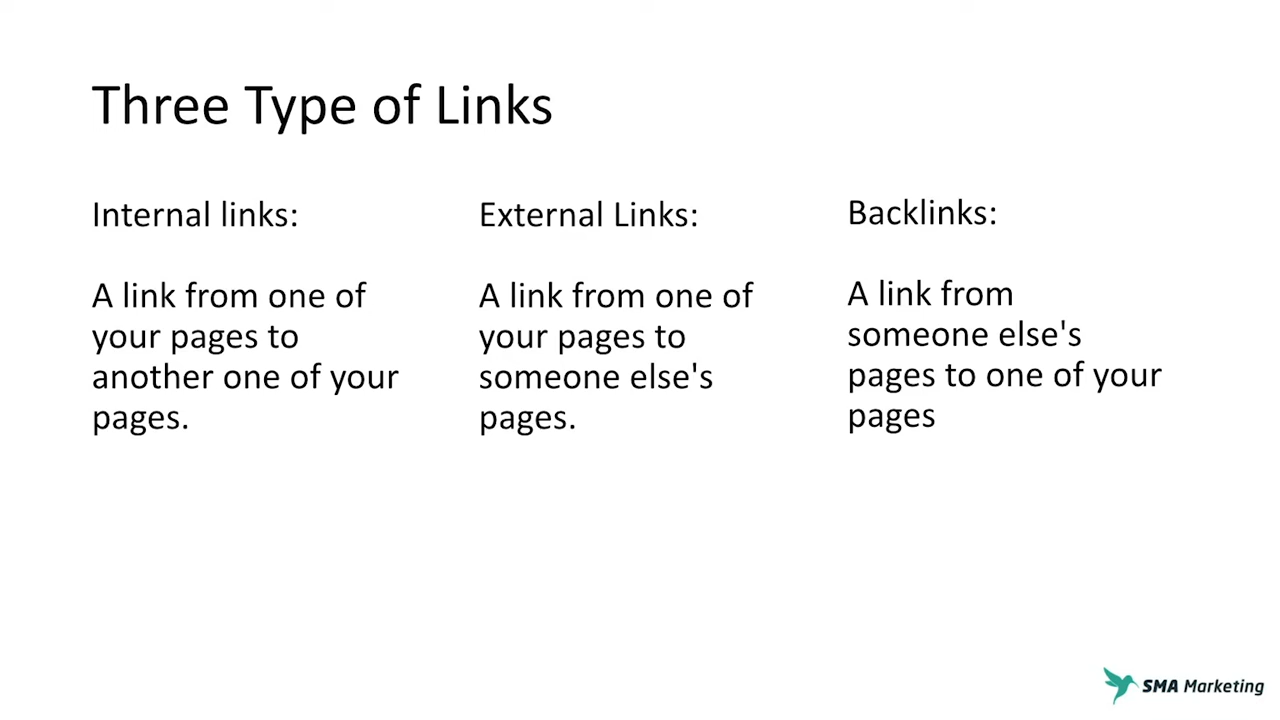 Three Type of Links
Internal links:
A link from one of
your pages to
another one of your
pages.
External Links:
A link from one of
your pages to
someone else's
pages.
Backlinks:
A link from
someone else's
pages to one of your
pages
SMA Marketing